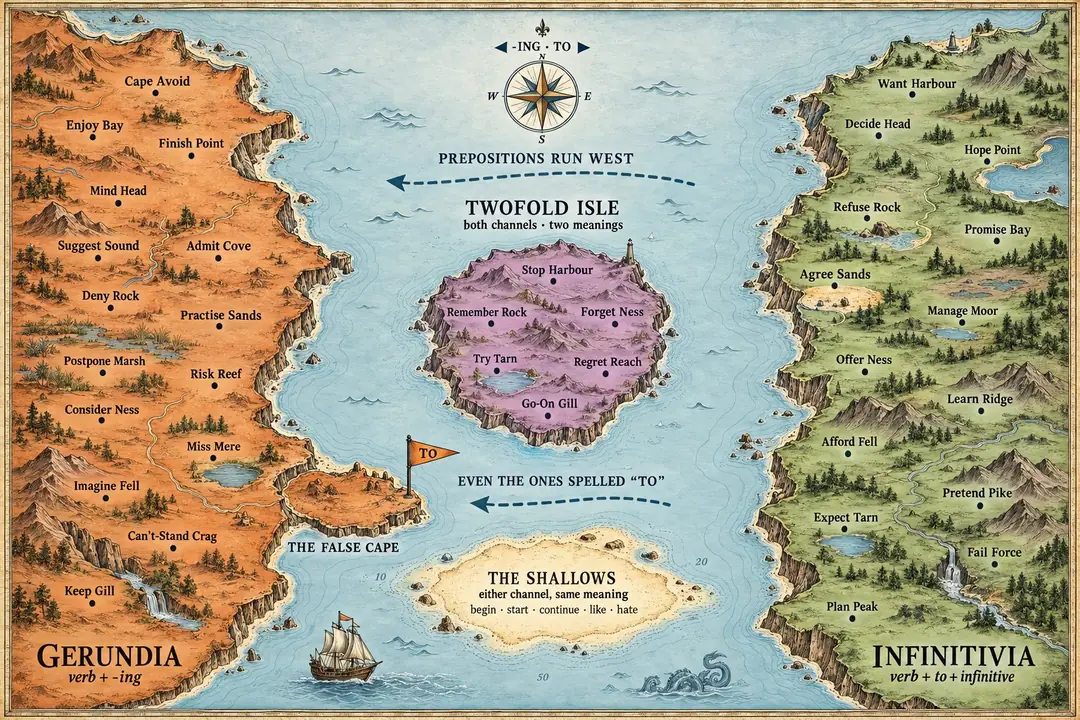 ◀ -ING · TO ▶
N
W E
S
PREPOSITIONS RUN WEST
Cape Avoid
Enjoy Bay
Finish Point
Mind Head
Suggest Sound
Admit Cove
Deny Rock
Practise Sands
Postpone Marsh
Risk Reef
Consider Ness
Miss Mere
Imagine Fell
Can't-Stand Crag
Keep Gill
GERUNDIA
verb + -ing
TWOFOLD ISLE
both channels · two meanings
Stop Harbour
Remember Rock
Forget Ness
Try Tarn
Regret Reach
Go-On Gill
TO
EVEN THE ONES SPELLED “TO”
THE FALSE CAPE
10
20
THE SHALLOWS
either channel, same meaning
begin · start · continue · like · hate
50
Want Harbour
Decide Head
Hope Point
Refuse Rock
Promise Bay
Agree Sands
Manage Moor
Offer Ness
Learn Ridge
Afford Fell
Pretend Pike
Expect Tarn
Fail Force
Plan Peak
INFINITIVIA
verb + to + infinitive